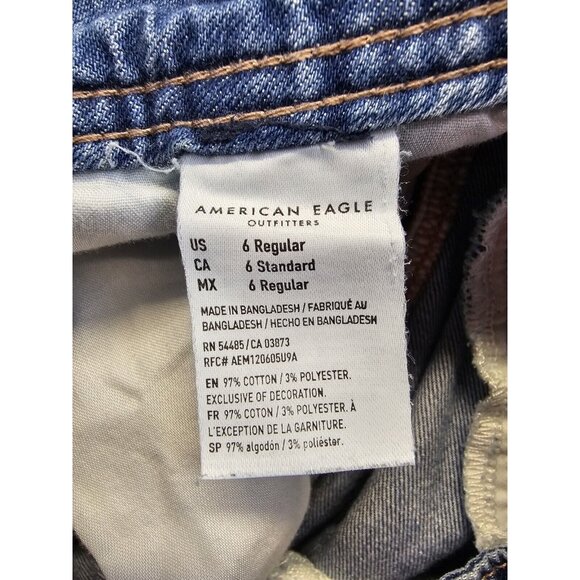 AMERICAN EAGLE
OUTFITTERS
US 6 Regular
CA 6 Standard
MX 6 Regular
MADE IN BANGLADESH / FABRIQUÉ AU
BANGLADESH / HECHO EN BANGLADESH
RN 54485/CA 03873
RFC# AEM120605U9A
EN 97% COTTON / 3% POLYESTER.
EXCLUSIVE OF DECORATION.
FR 97% COTON / 3% POLYESTER. À
L'EXCEPTION DE LA GARNITURE.
SP 97% algodón / 3% poliéster.